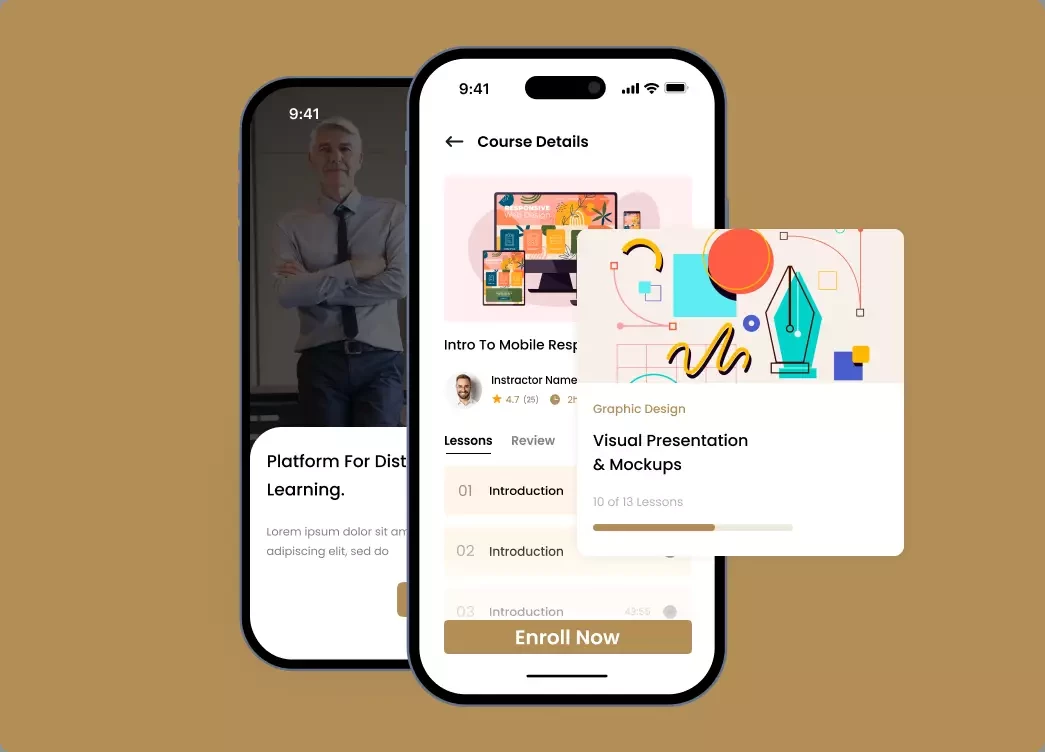 9:41
Platform For Dist
Learning.
Lorem ipsum dolor sit am
adipiscing elit, sed do
9:41
Course Details
RESPONSIVE
Web Design
Intro To Mobile Resp
Instractor Name
4.7 (25) 2h
Lessons Review
01 Introduction
02 Introduction
03 Introduction 43:55
Enroll Now
Graphic Design
Visual Presentation
& Mockups
10 of 13 Lessons